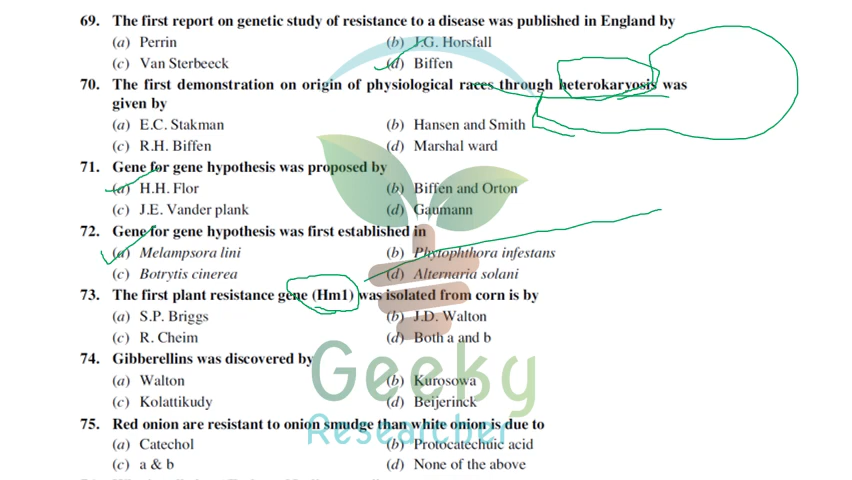 69. The first report on genetic study of resistance to a disease was published in England by
(a) Perrin (b) J.G. Horsfall
(c) Van Sterbeeck (d) Biffen
70. The first demonstration on origin of physiological races through heterokaryosis was
given by
(a) E.C. Stakman (b) Hansen and Smith
(c) R.H. Biffen (d) Marshal ward
71. Gene for gene hypothesis was proposed by
(a) H.H. Flor (b) Biffen and Orton
(c) J.E. Vander plank (d) Gaumann
72. Gene for gene hypothesis was first established in
(a) Melampsora lini (b) Phytophthora infestans
(c) Botrytis cinerea (d) Alternaria solani
73. The first plant resistance gene (Hm1) was isolated from corn is by
(a) S.P. Briggs (b) J.D. Walton
(c) R. Cheim (d) Both a and b
74. Gibberellins was discovered by
(a) Walton (b) Kurosowa
(c) Kolattikudy (d) Beijerinck
Geeky
75. Red onion are resistant to onion smudge than white onion is due to
Researcher
(a) Catechol (b) Protocatechuic acid
(c) a & b (d) None of the above